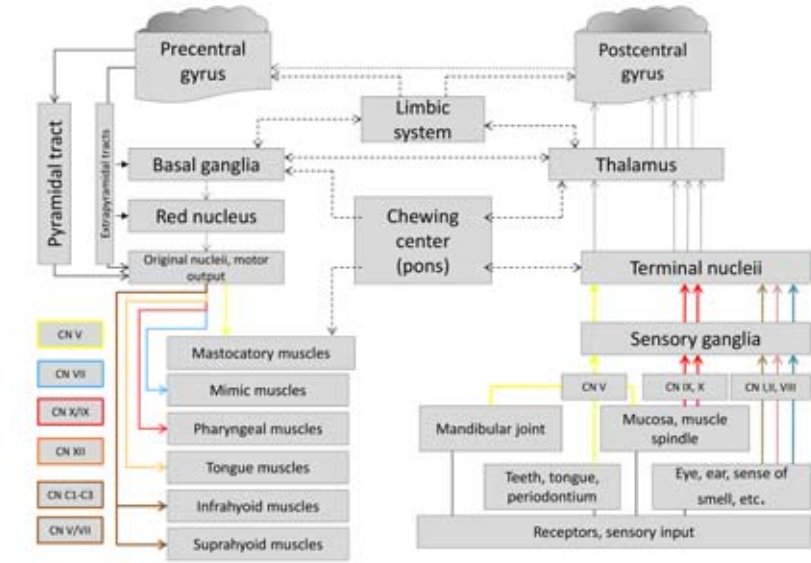 Precentral
gyrus
Postcentral
gyrus
Limbic
system
Pyramidal tract
Extrapyramidal tracts
Basal ganglia
Thalamus
Red nucleus
Chewing
center
(pons)
Original nucleii, motor
output
Terminal nucleii
Sensory ganglia
CN V
CN VII
CN X/IX
CN XII
CN C1-C3
CN V/VII
Mastocatory muscles
Mimic muscles
Pharyngeal muscles
Tongue muscles
Infrahyoid muscles
Suprahyoid muscles
CN V
CN IX, X
CN I,II, VIII
Mandibular joint
Mucosa, muscle
spindle
Teeth, tongue,
periodontium
Eye, ear, sense of
smell, etc.
Receptors, sensory input